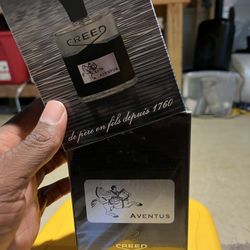 CREED
AVENTUS
de père en fils depuis 1760
AVENTUS
CREED